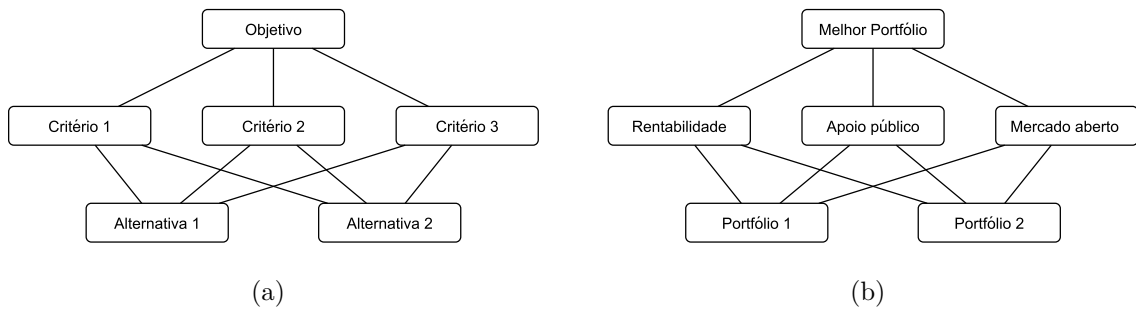 Objetivo
Critério 1
Critério 2
Critério 3
Alternativa 1
Alternativa 2
(a)
Melhor Portfólio
Rentabilidade
Apoio público
Mercado aberto
Portfólio 1
Portfólio 2
(b)